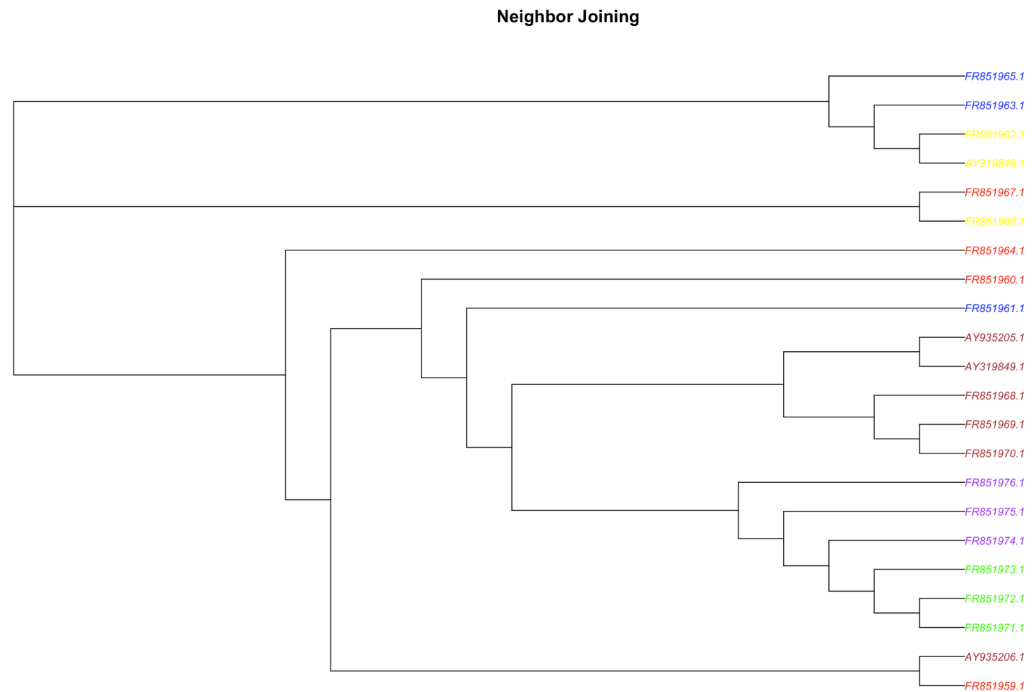 Neighbor Joining
FR851965.1
FR851963.1
FR851962.1
AY319848.1
FR851967.1
FR851966.1
FR851964.1
FR851960.1
FR851961.1
AY935205.1
AY319849.1
FR851968.1
FR851969.1
FR851970.1
FR851976.1
FR851975.1
FR851974.1
FR851973.1
FR851972.1
FR851971.1
AY935206.1
FR851959.1